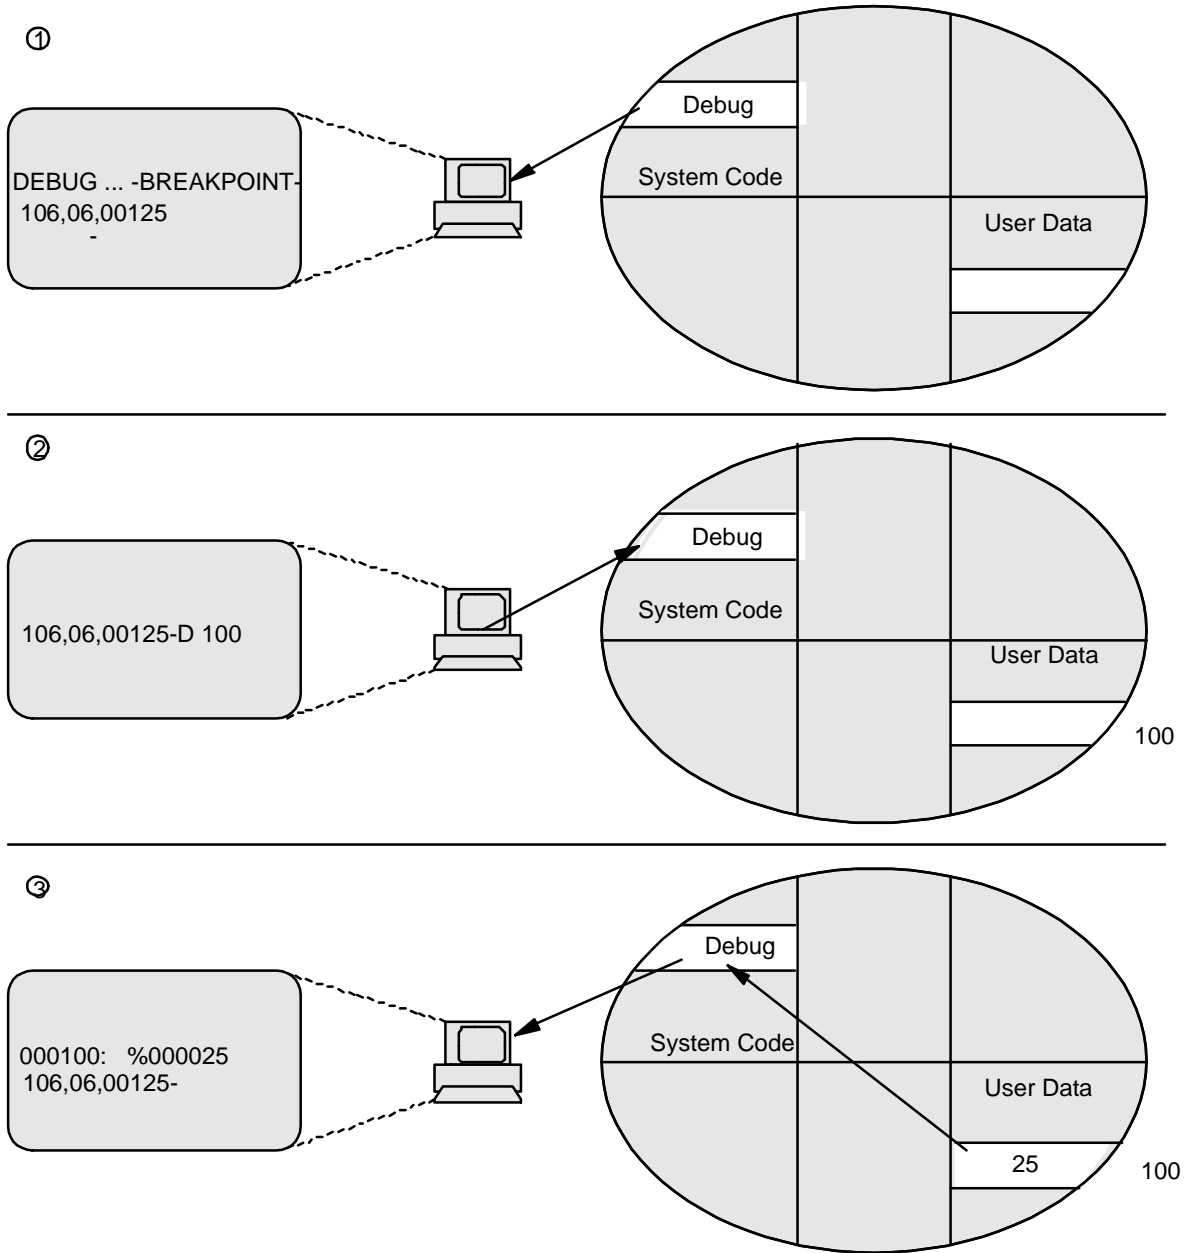 ①
Debug
DEBUG ... -BREAKPOINT-
106,06,00125
-
System Code
User Data
②
Debug
106,06,00125-D 100
System Code
User Data
100
③
Debug
000100: %000025
106,06,00125-
System Code
User Data
25
100